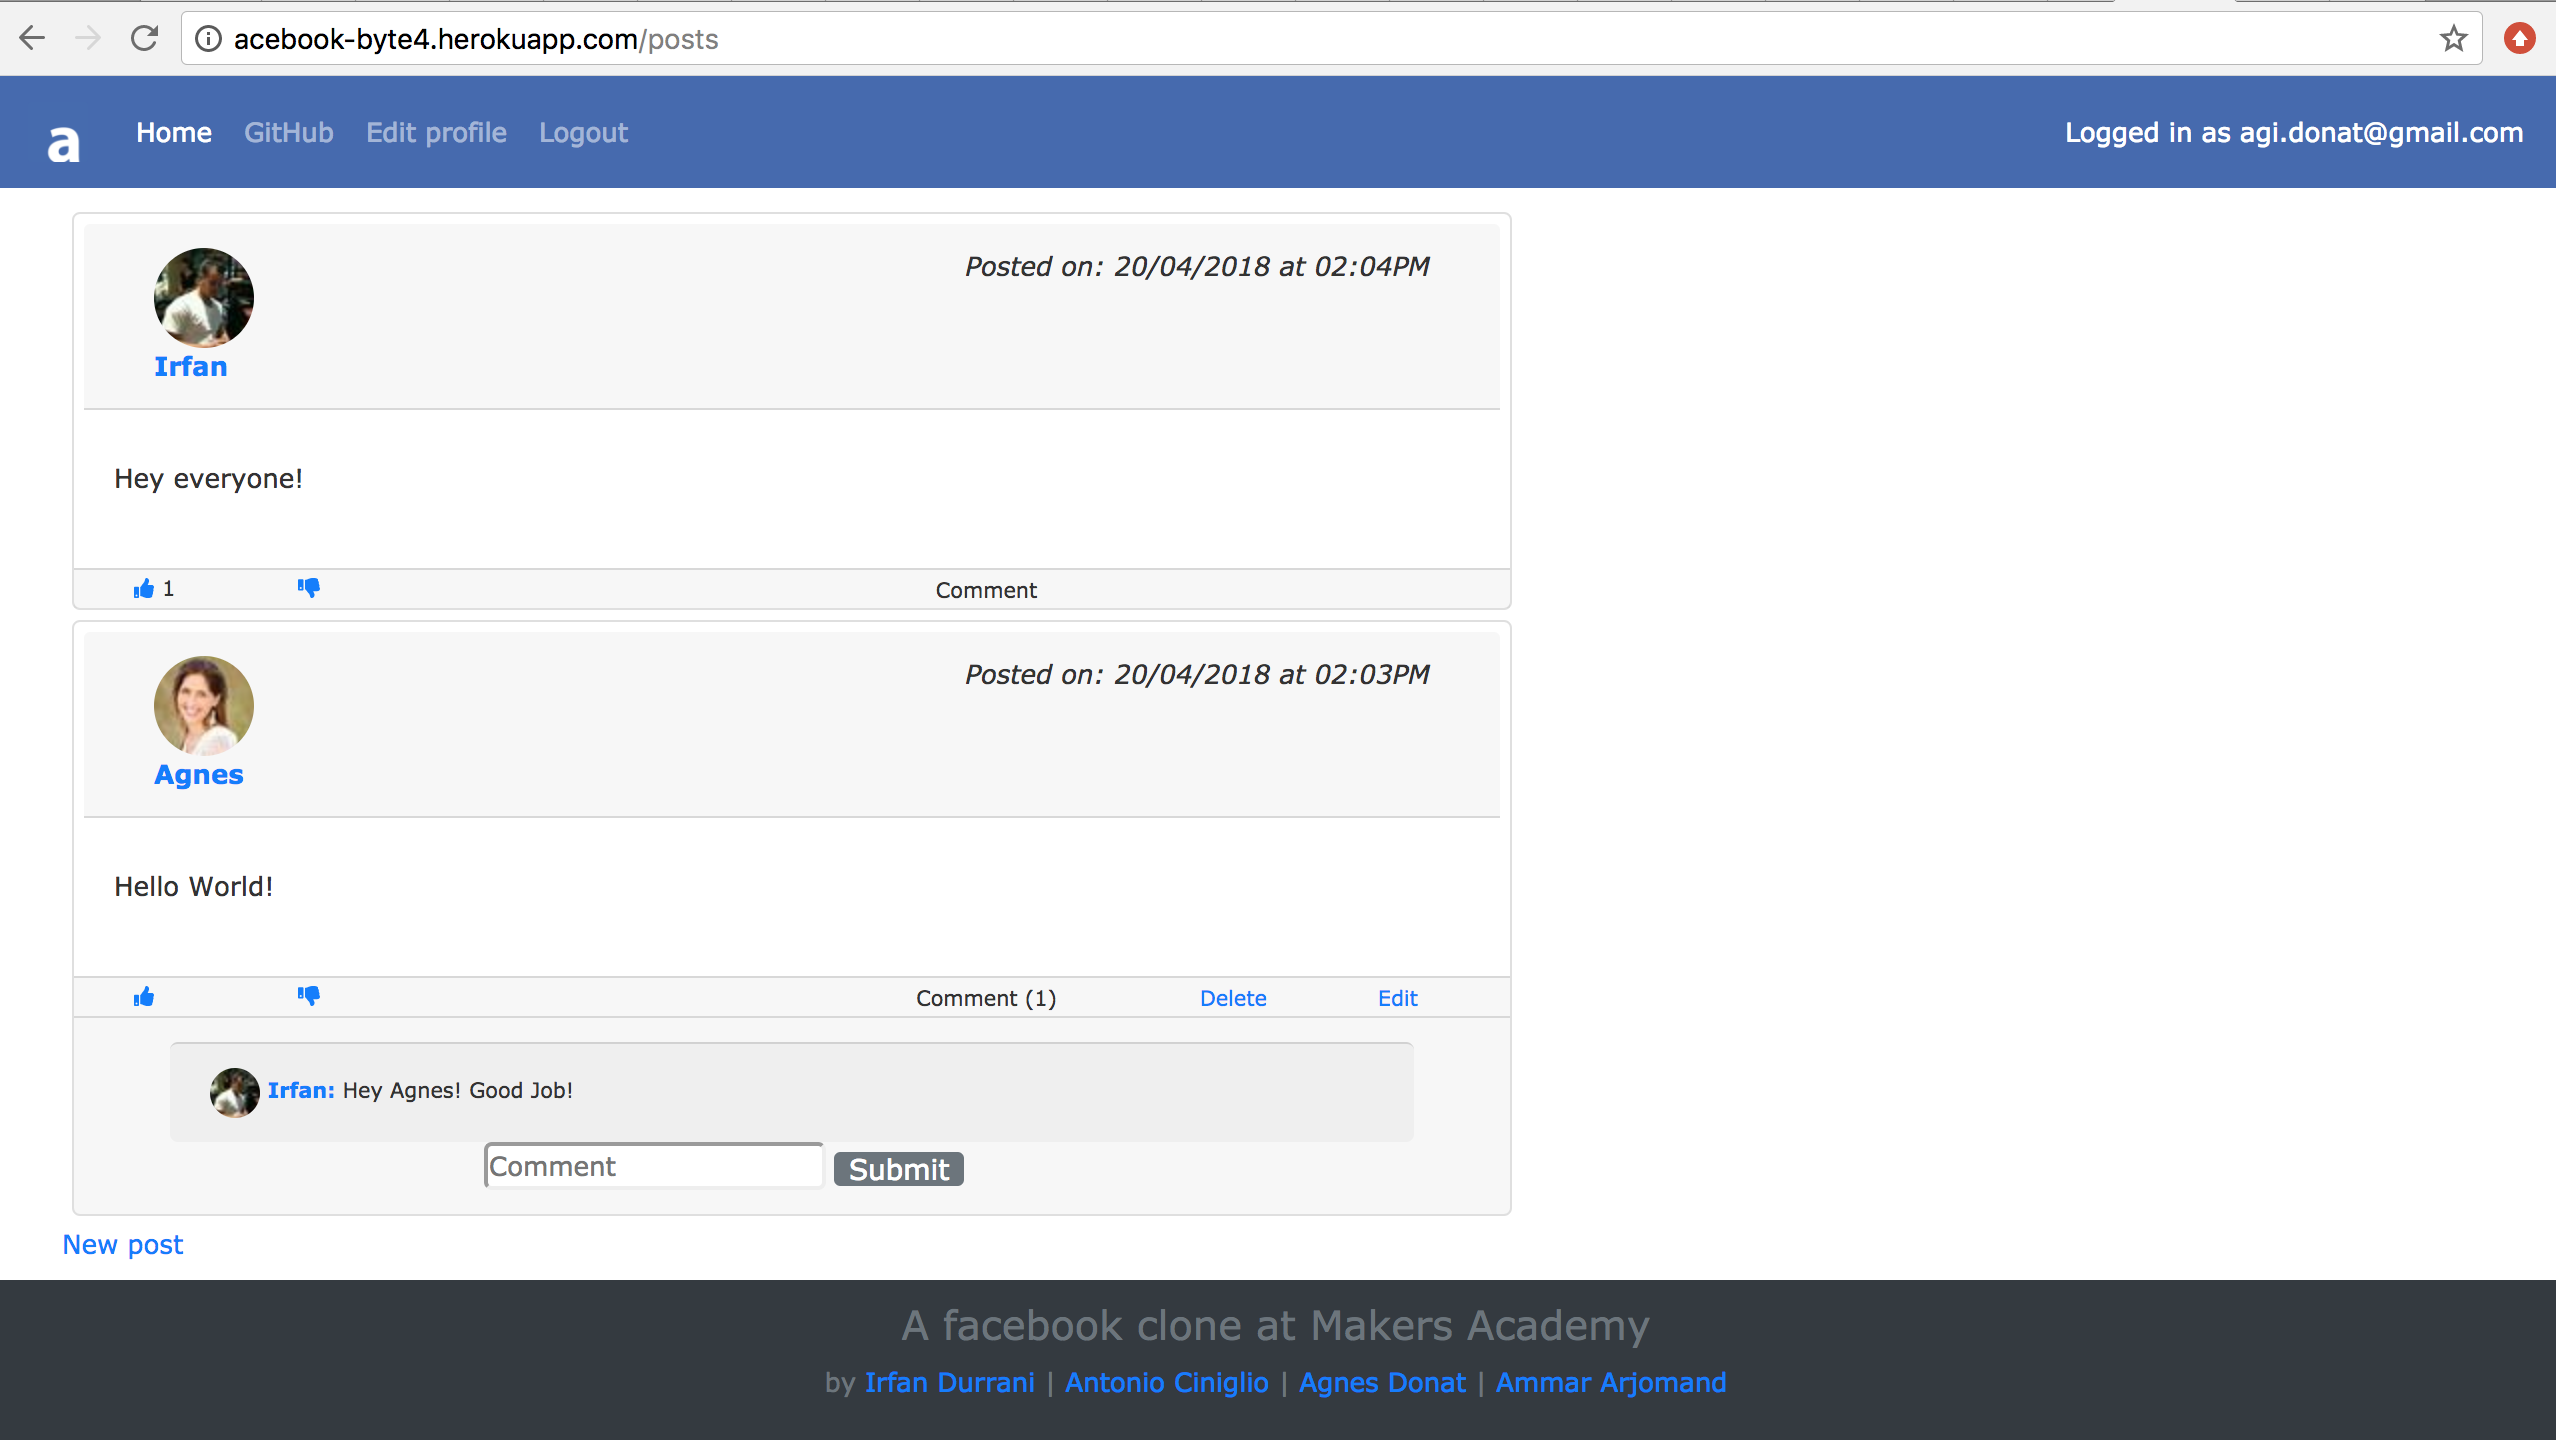 acebook-byte4.herokuapp.com/posts
a Home GitHub Edit profile Logout Logged in as agi.donat@gmail.com
Posted on: 20/04/2018 at 02:04PM
Irfan
Hey everyone!
1 Comment
Posted on: 20/04/2018 at 02:03PM
Agnes
Hello World!
Comment (1) Delete Edit
Irfan: Hey Agnes! Good Job!
Comment Submit
New post
A facebook clone at Makers Academy
by Irfan Durrani | Antonio Ciniglio | Agnes Donat | Ammar Arjomand